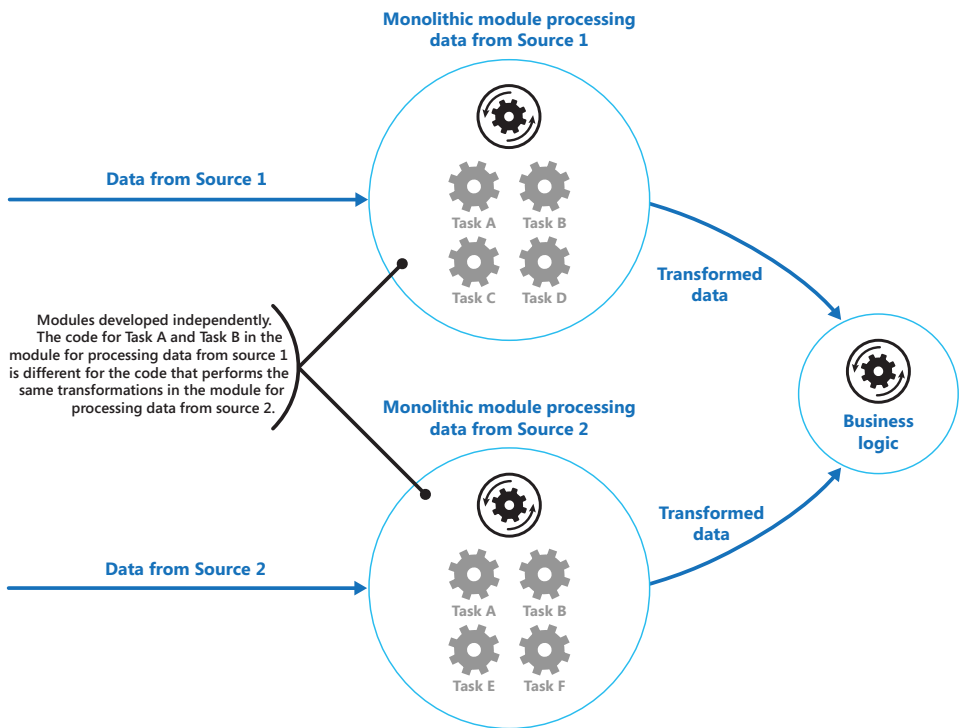 Monolithic module processing
data from Source 1
Data from Source 1
Task A
Task B
Task C
Task D
Transformed
data
Modules developed independently.
The code for Task A and Task B in the
module for processing data from source 1
is different for the code that performs the
same transformations in the module for
processing data from source 2.
Business
logic
Monolithic module processing
data from Source 2
Data from Source 2
Task A
Task B
Task E
Task F
Transformed
data